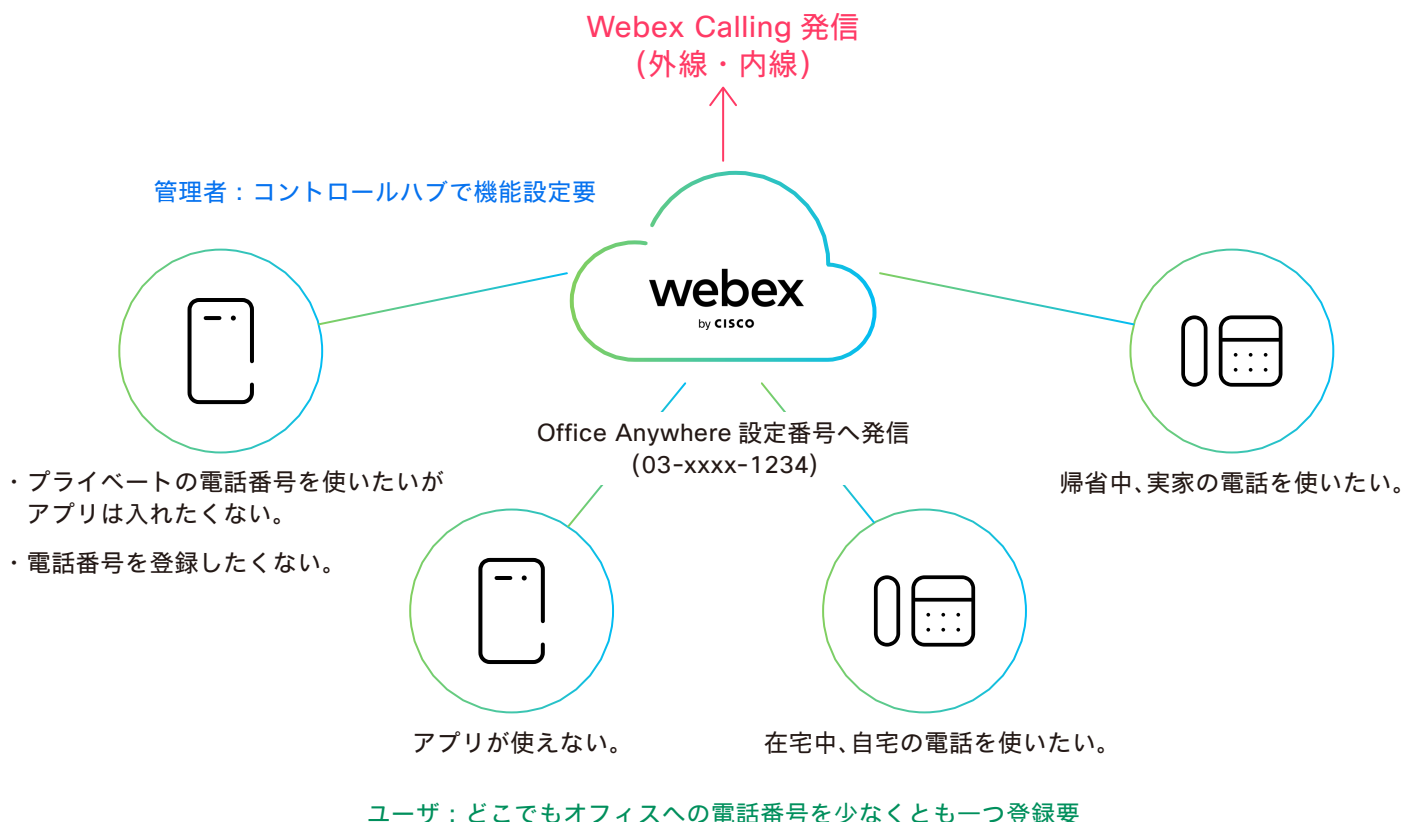 Webex Calling 発信
(外線・内線)
管理者：コントロールハブで機能設定要
webex
by CISCO
Office Anywhere 設定番号へ発信
(03-xxxx-1234)
・プライベートの電話番号を使いたいが
アプリは入れたくない。
・電話番号を登録したくない。
帰省中、実家の電話を使いたい。
アプリが使えない。
在宅中、自宅の電話を使いたい。
ユーザ：どこでもオフィスへの電話番号を少なくとも一つ登録要